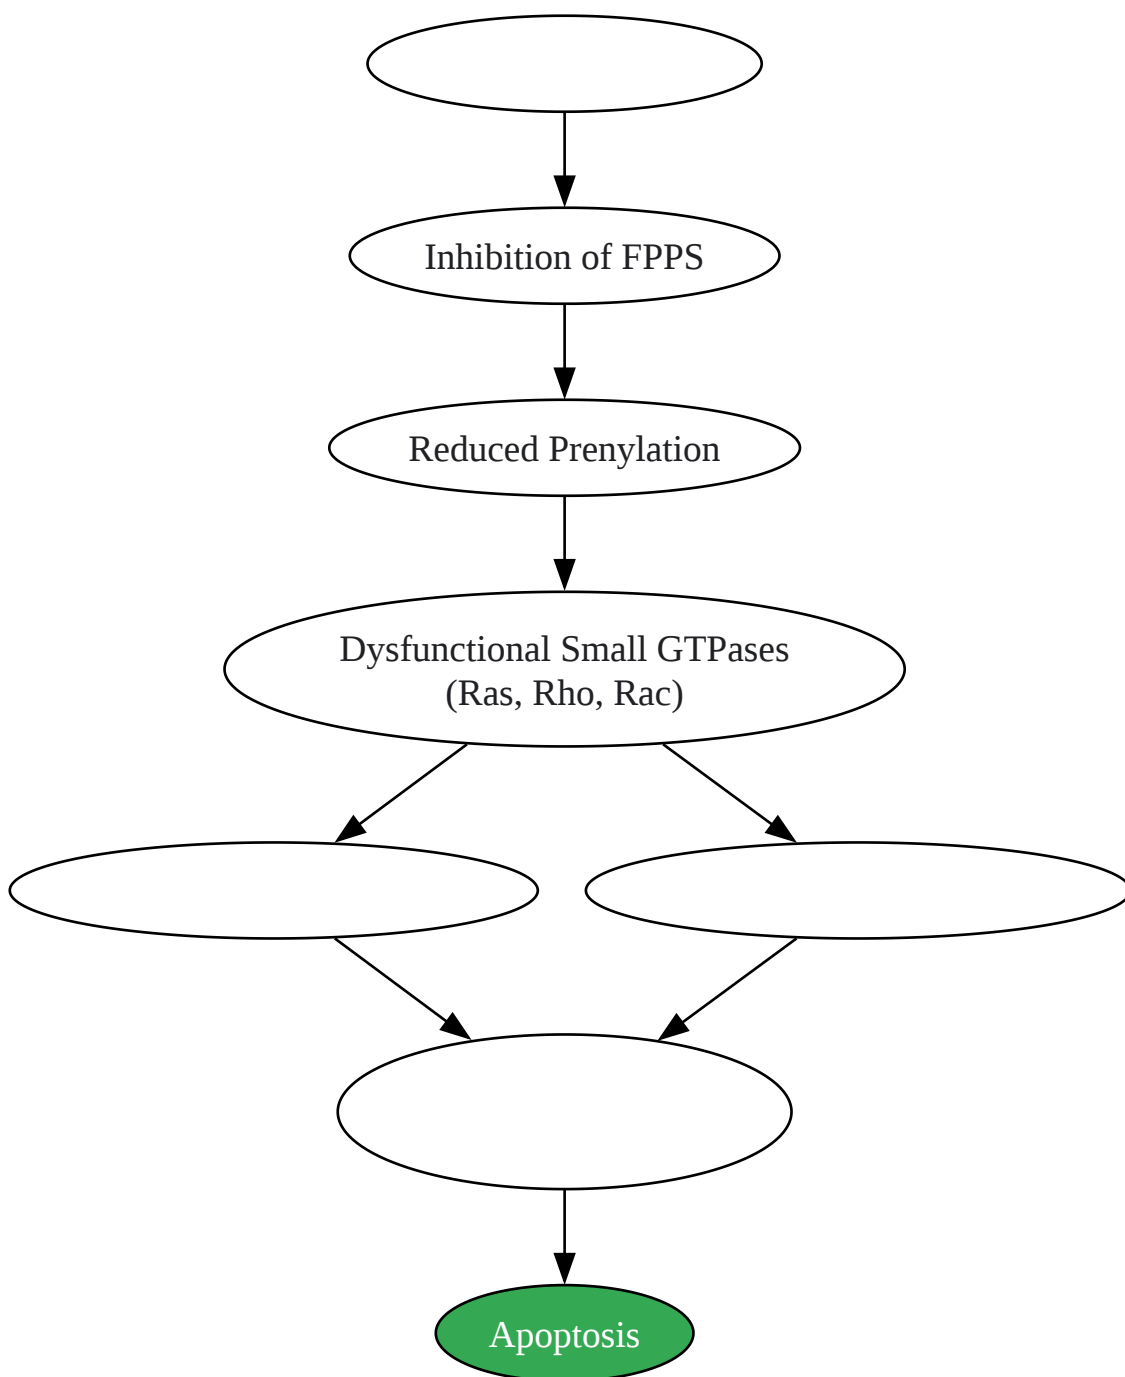 Inhibition of FPPS
Reduced Prenylation
Dysfunctional Small GTPases
(Ras, Rho, Rac)
Apoptosis